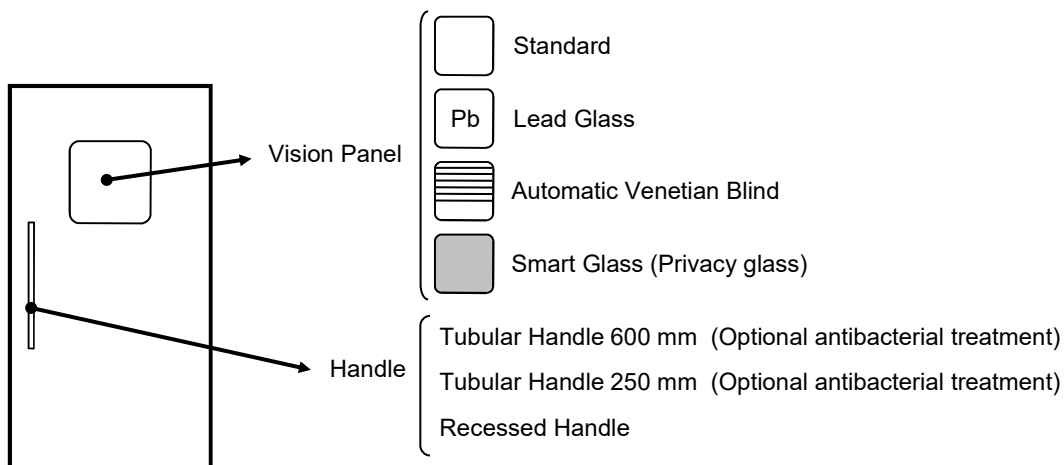 Vision Panel
Standard
Pb
Lead Glass
Automatic Venetian Blind
Smart Glass (Privacy glass)
Handle
Tubular Handle 600 mm  (Optional antibacterial treatment)
Tubular Handle 250 mm  (Optional antibacterial treatment)
Recessed Handle